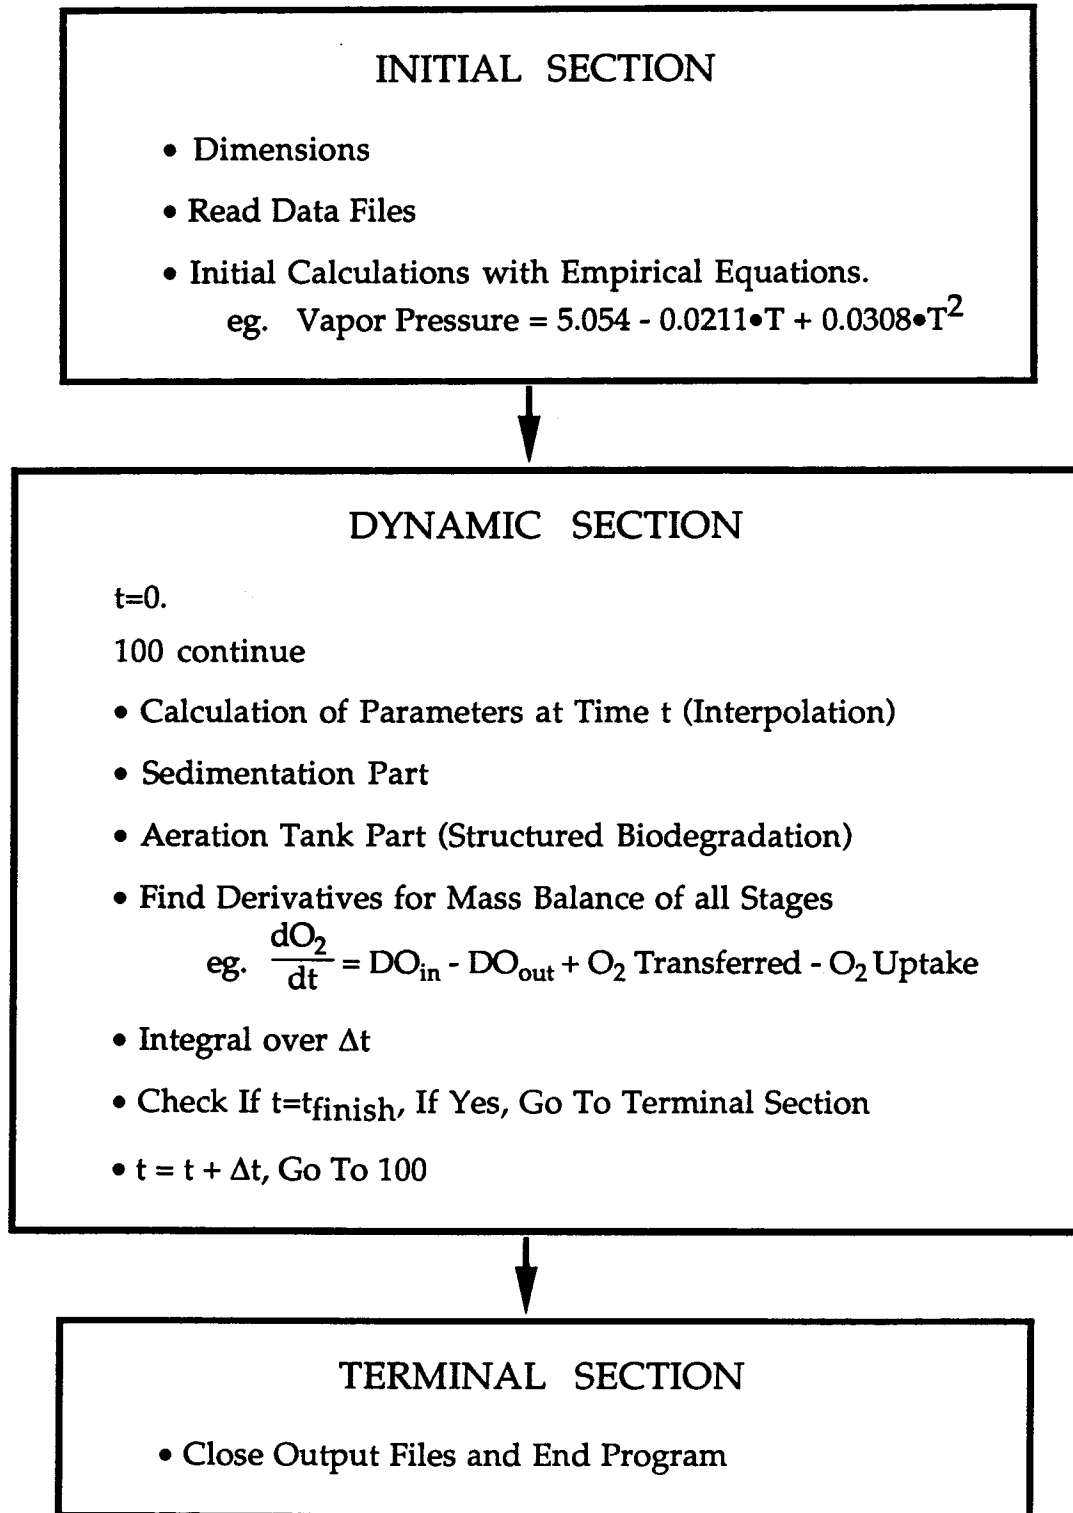 INITIAL SECTION
• Dimensions
• Read Data Files
• Initial Calculations with Empirical Equations.
eg. Vapor Pressure = 5.054 - 0.0211•T + 0.0308•T²
DYNAMIC SECTION
t=0.
100 continue
• Calculation of Parameters at Time t (Interpolation)
• Sedimentation Part
• Aeration Tank Part (Structured Biodegradation)
• Find Derivatives for Mass Balance of all Stages
eg. dO₂/dt = DO_in - DO_out + O₂ Transferred - O₂ Uptake
• Integral over Δt
• Check If t=t_finish, If Yes, Go To Terminal Section
• t = t + Δt, Go To 100
TERMINAL SECTION
• Close Output Files and End Program